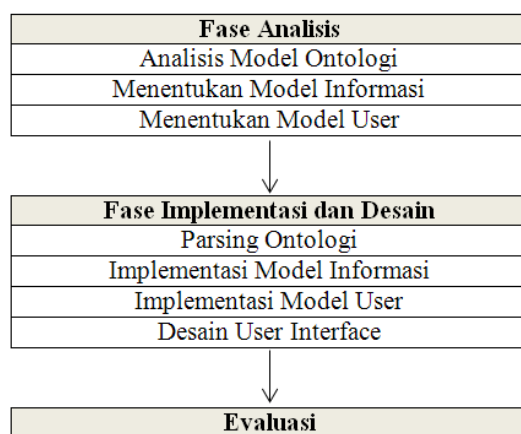 Fase Analisis
Analisis Model Ontologi
Menentukan Model Informasi
Menentukan Model User
Fase Implementasi dan Desain
Parsing Ontologi
Implementasi Model Informasi
Implementasi Model User
Desain User Interface
Evaluasi